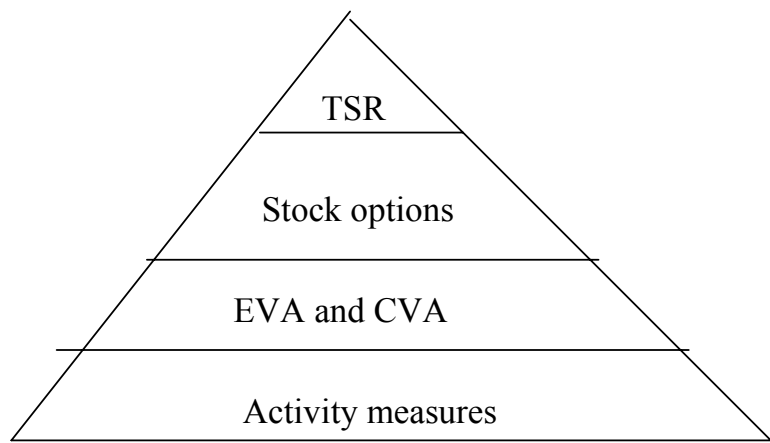 TSR
Stock options
EVA and CVA
Activity measures